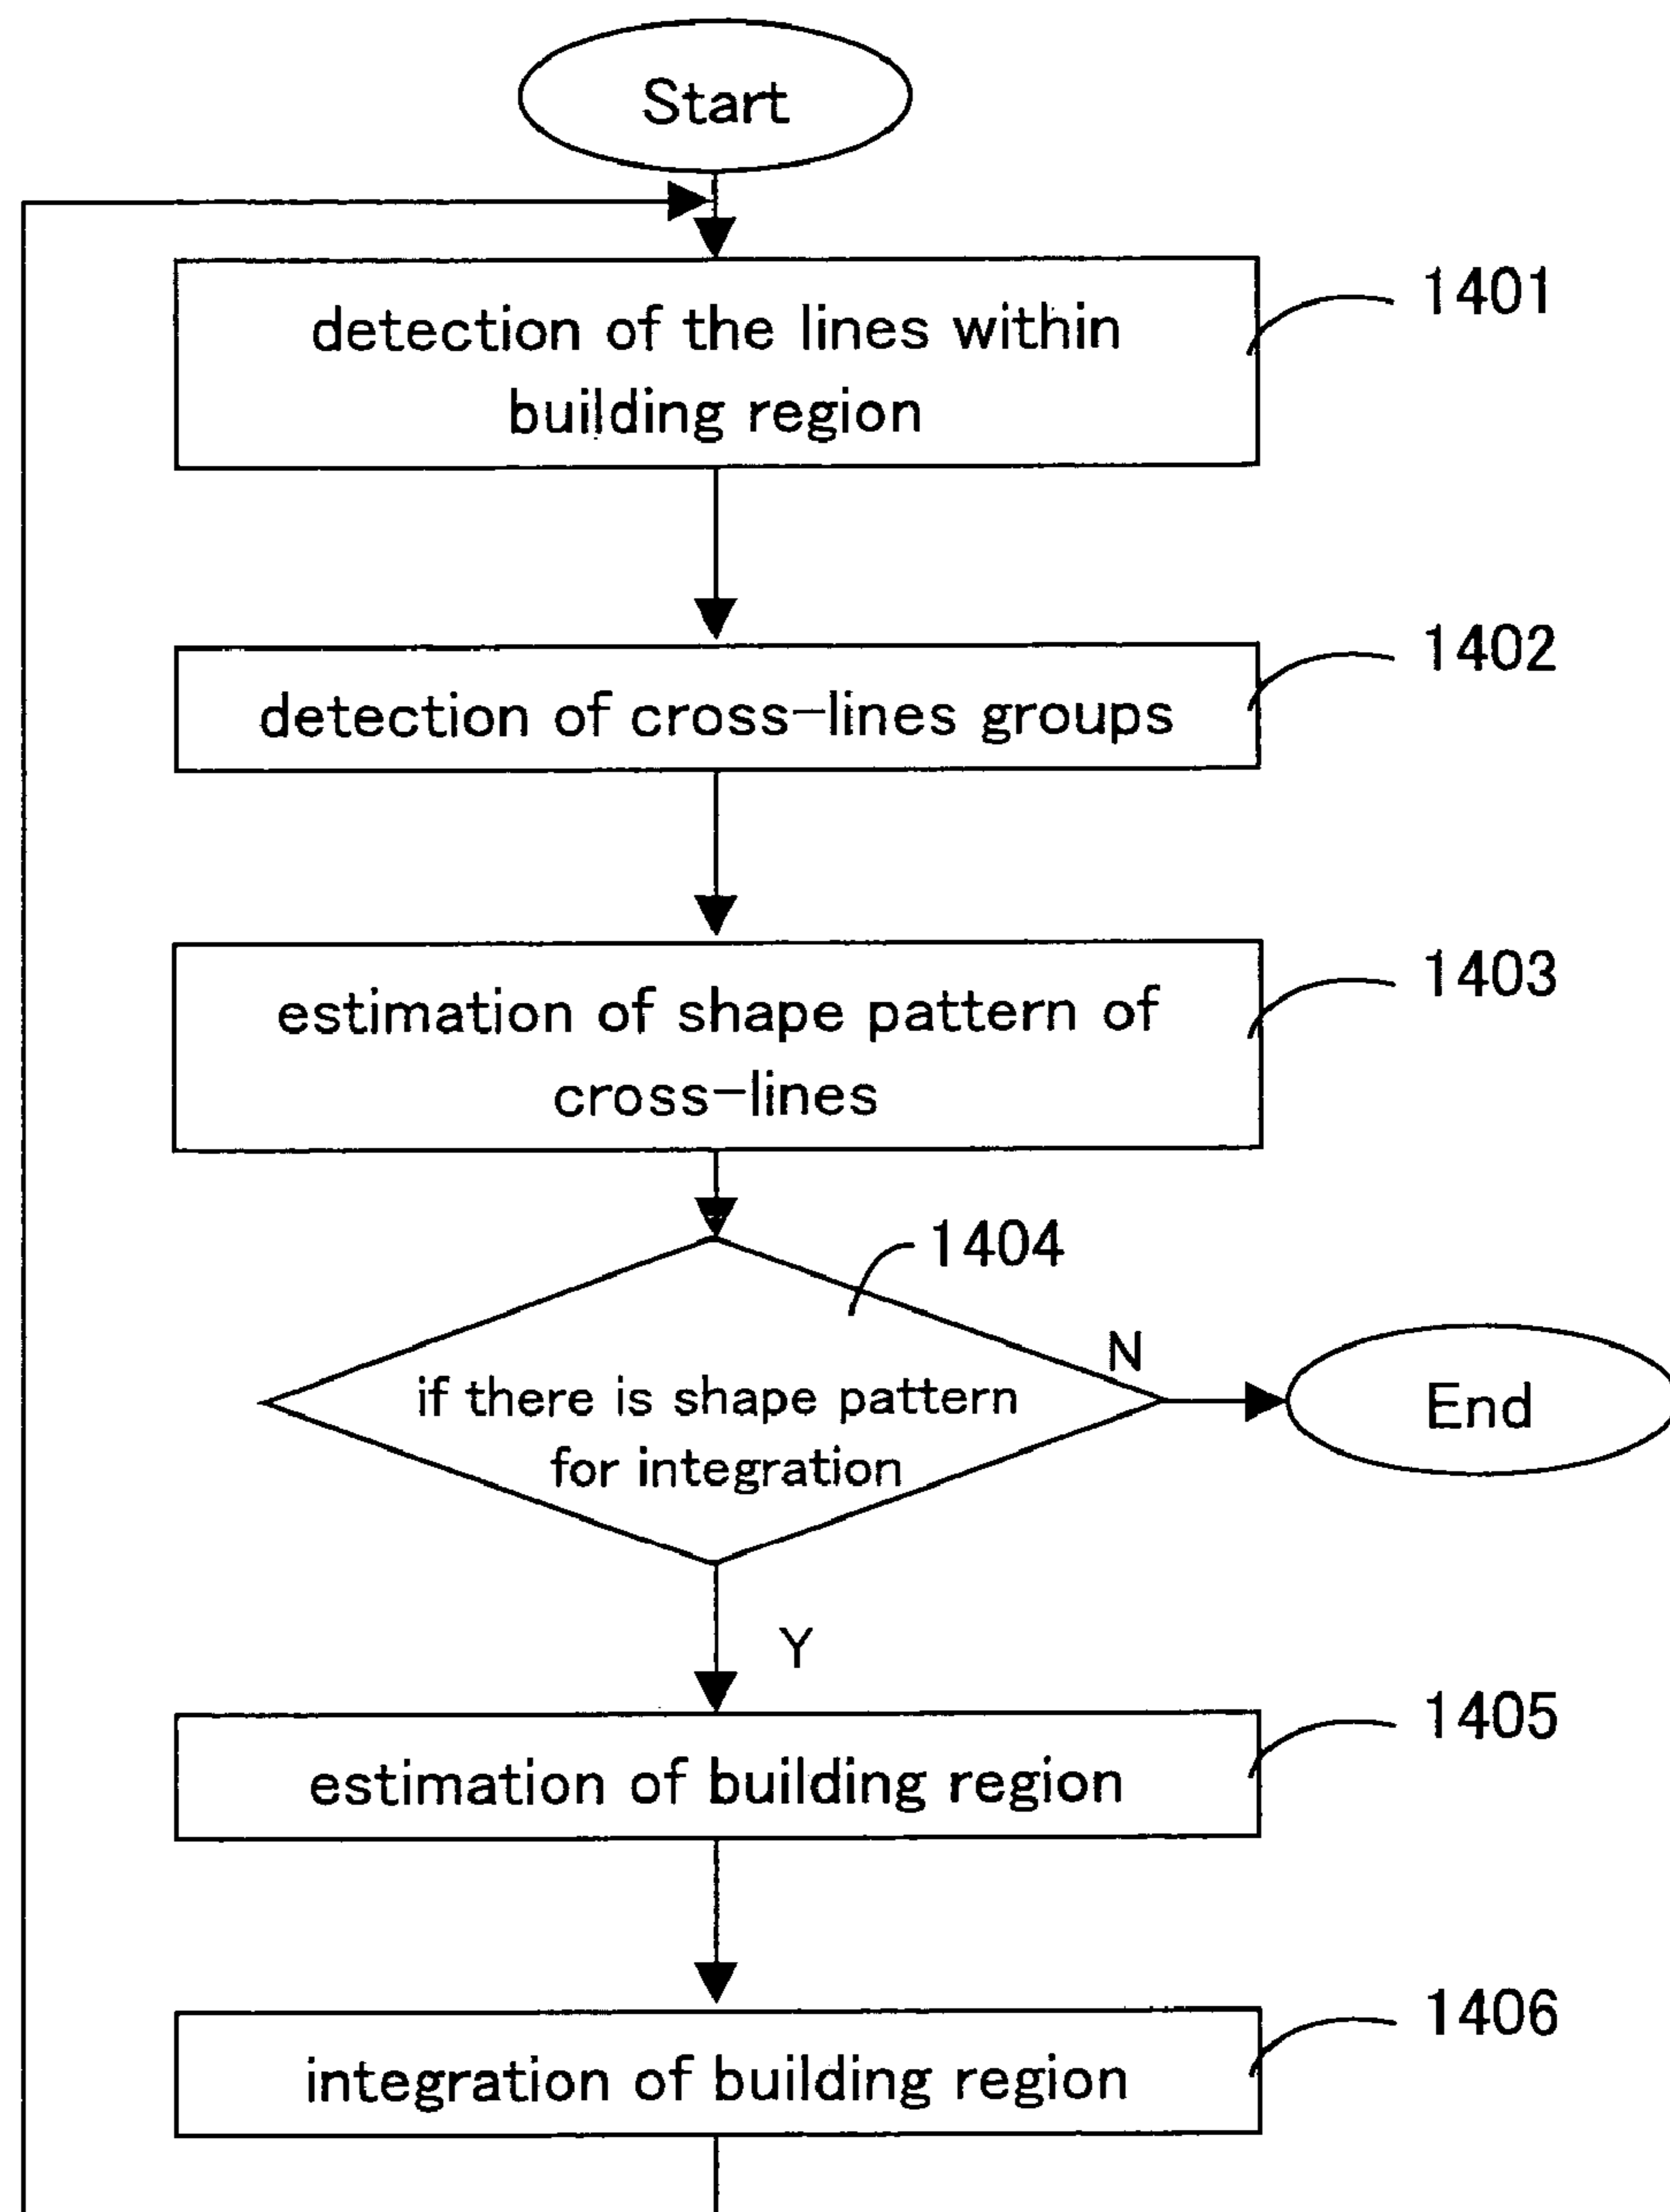 Start
detection of the lines within
building region
1401
detection of cross-lines groups
1402
estimation of shape pattern of
cross-lines
1403
1404
if there is shape pattern
for integration
N
End
Y
estimation of building region
1405
integration of building region
1406